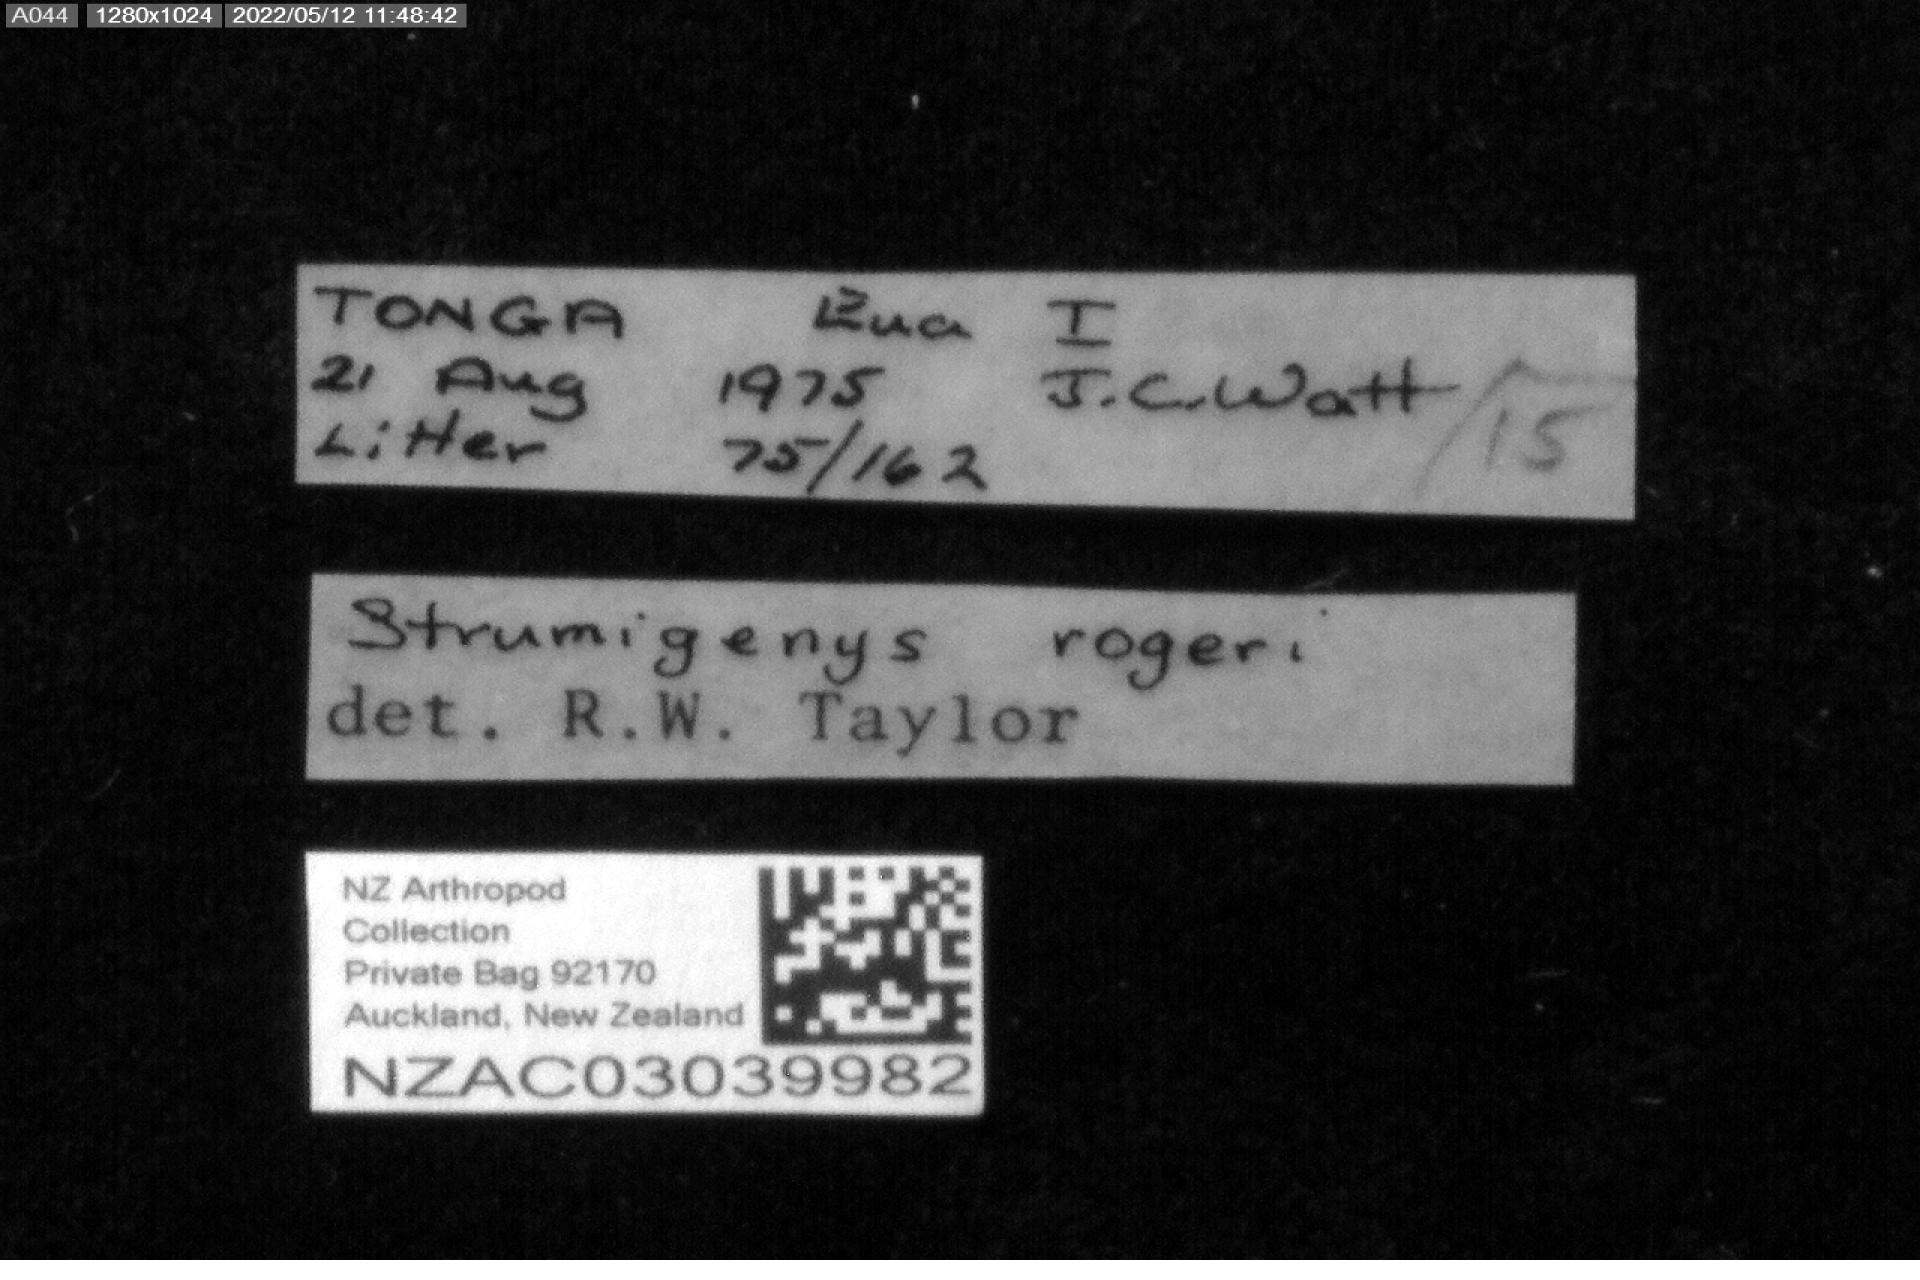 A044 1280x1024 2022/05/12 11:48:42
TONGA Eua I
21 Aug 1975 J.C.Watt
Litter 75/162 15
Strumigenys rogeri
det. R.W. Taylor
NZ Arthropod
Collection
Private Bag 92170
Auckland, New Zealand
NZAC03039982